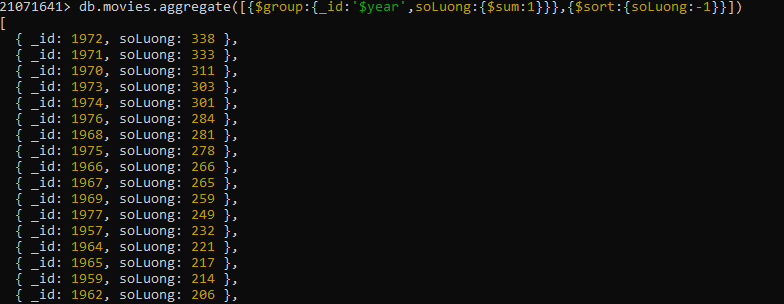 21071641> db.movies.aggregate([{$group:{_id:'$year',soLuong:{$sum:1}}},{$sort:{soLuong:-1}}])
[
  { _id: 1972, soLuong: 338 },
  { _id: 1971, soLuong: 333 },
  { _id: 1970, soLuong: 311 },
  { _id: 1973, soLuong: 303 },
  { _id: 1974, soLuong: 301 },
  { _id: 1976, soLuong: 284 },
  { _id: 1968, soLuong: 281 },
  { _id: 1975, soLuong: 278 },
  { _id: 1966, soLuong: 266 },
  { _id: 1967, soLuong: 265 },
  { _id: 1969, soLuong: 259 },
  { _id: 1977, soLuong: 249 },
  { _id: 1957, soLuong: 232 },
  { _id: 1964, soLuong: 221 },
  { _id: 1965, soLuong: 217 },
  { _id: 1959, soLuong: 214 },
  { _id: 1962, soLuong: 206 },